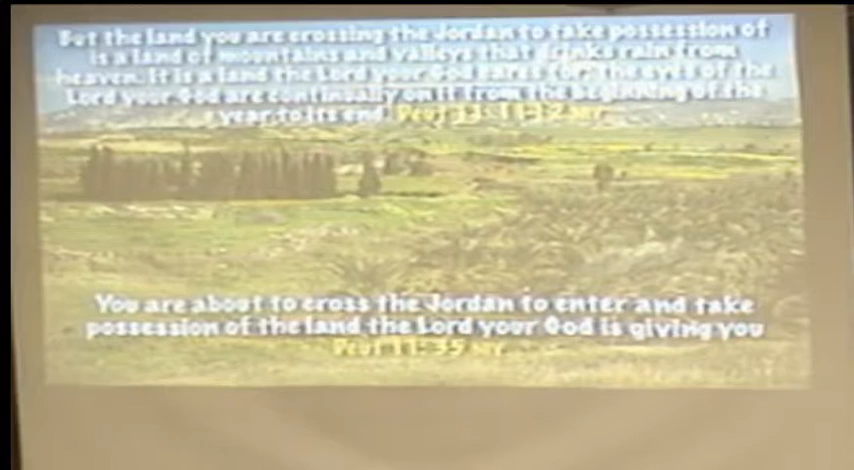 But the land you are crossing the Jordan to take possession of
is a land of mountains and valleys that drinks rain from
heaven. It is a land the Lord your God cares for; the eyes of the
Lord your God are continually on it from the beginning of the
year to its end. Deut 11: 11-12 NIV
You are about to cross the Jordan to enter and take
possession of the land the Lord your God is giving you
Deut 11: